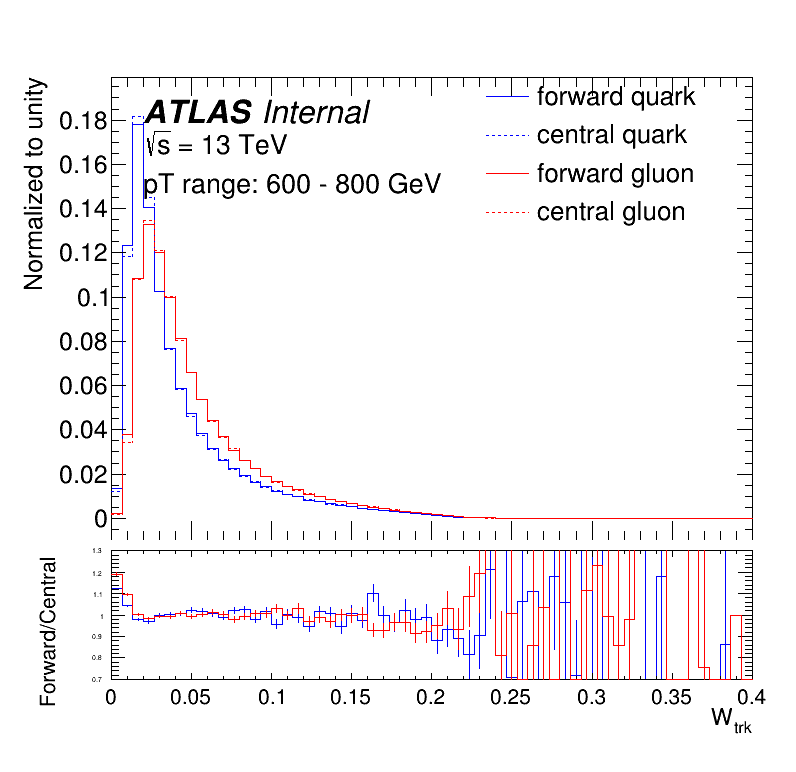 Normalized to unity
0.18
0.16
0.14
0.12
0.1
0.08
0.06
0.04
0.02
0
ATLAS Internal
√s = 13 TeV
pT range: 600 - 800 GeV
forward quark
central quark
forward gluon
central gluon
Forward/Central
1.3
1.2
1.1
1
0.9
0.8
0.7
0 0.05 0.1 0.15 0.2 0.25 0.3 0.35 0.4
W_trk